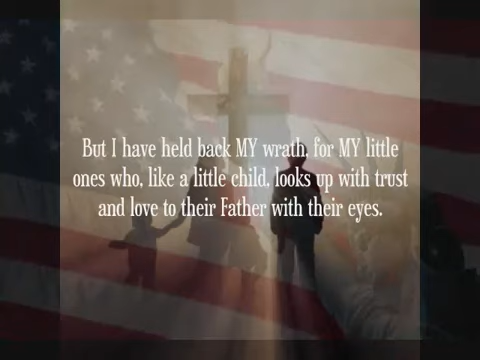 But I have held back MY wrath, for MY little
ones who, like a little child, looks up with trust
and love to their Father with their eyes.